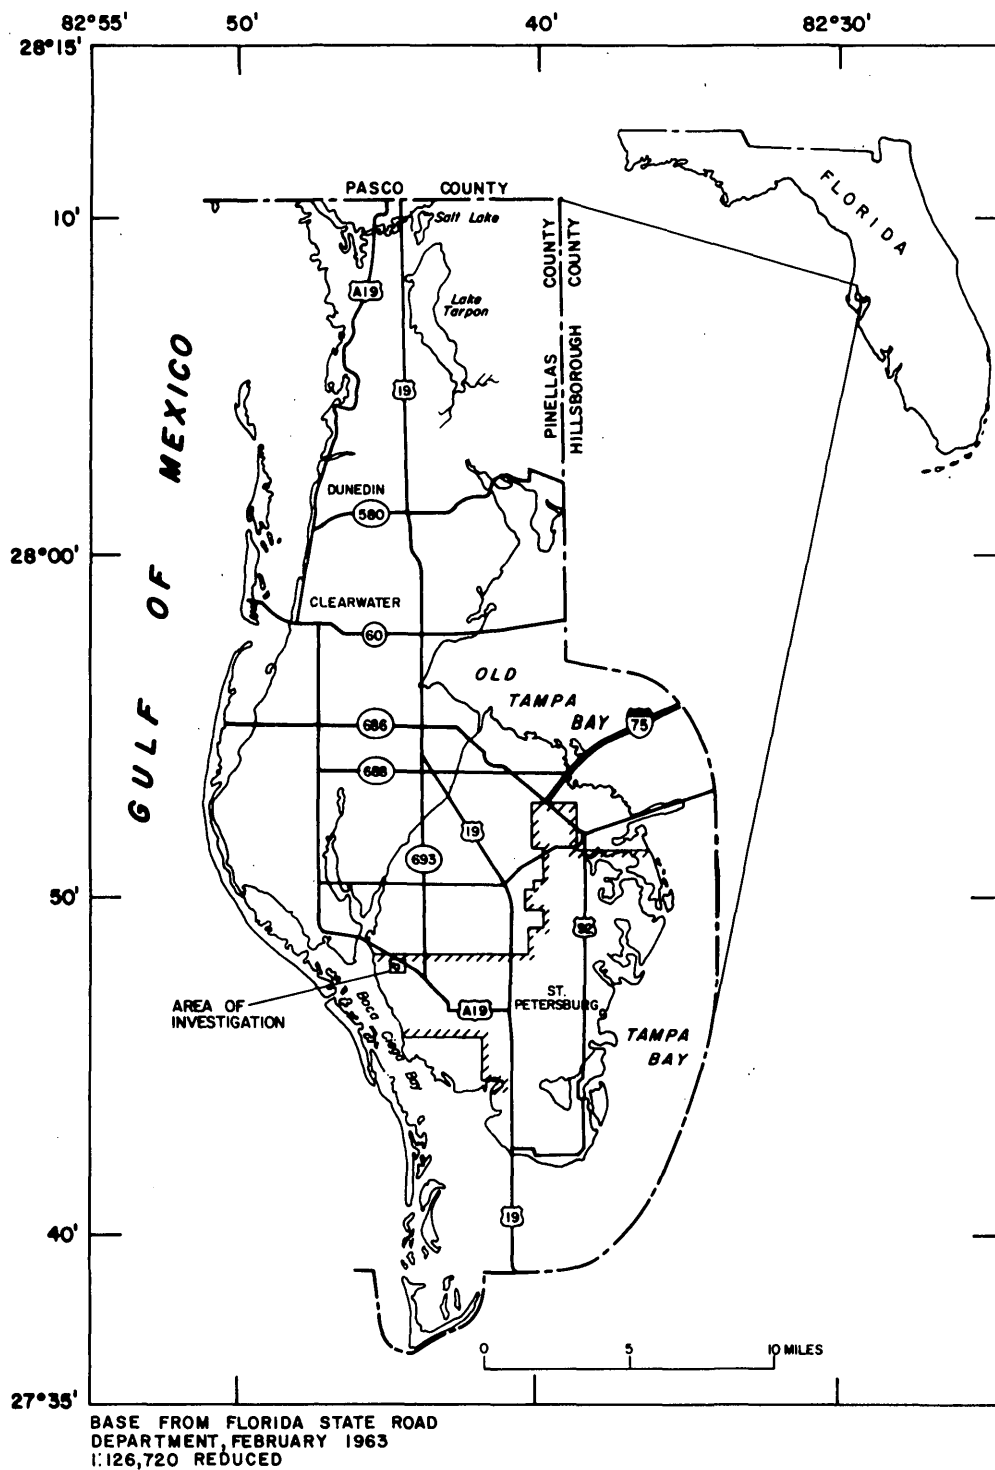 82°55' 50' 40' 82°30'
28°15'
FLORIDA
PASCO COUNTY
10'
Salt Lake
COUNTY
COUNTY
A19
Lake
Tarpon
PINELLAS
HILLSBOROUGH
GULF OF MEXICO
19
DUNEDIN
580
28°00'
CLEARWATER
60
OLD
TAMPA
BAY
75
686
688
19
693
50'
92
AREA OF
INVESTIGATION
Boca Ciega Bay
A19
ST.
PETERSBURG
TAMPA
BAY
19
40'
0 5 10 MILES
27°35'
BASE FROM FLORIDA STATE ROAD
DEPARTMENT, FEBRUARY 1963
1:126,720 REDUCED